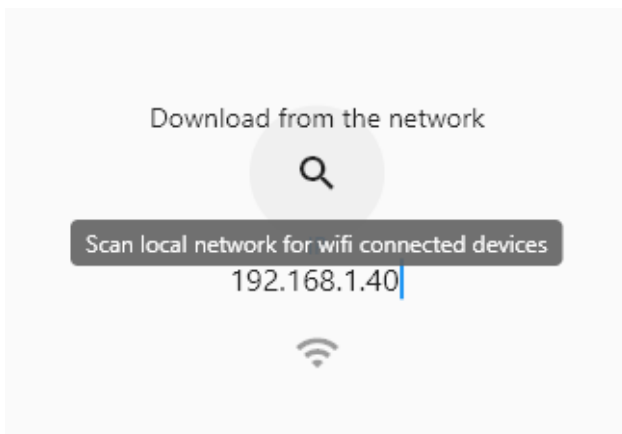 Download from the network
Scan local network for wifi connected devices
192.168.1.40